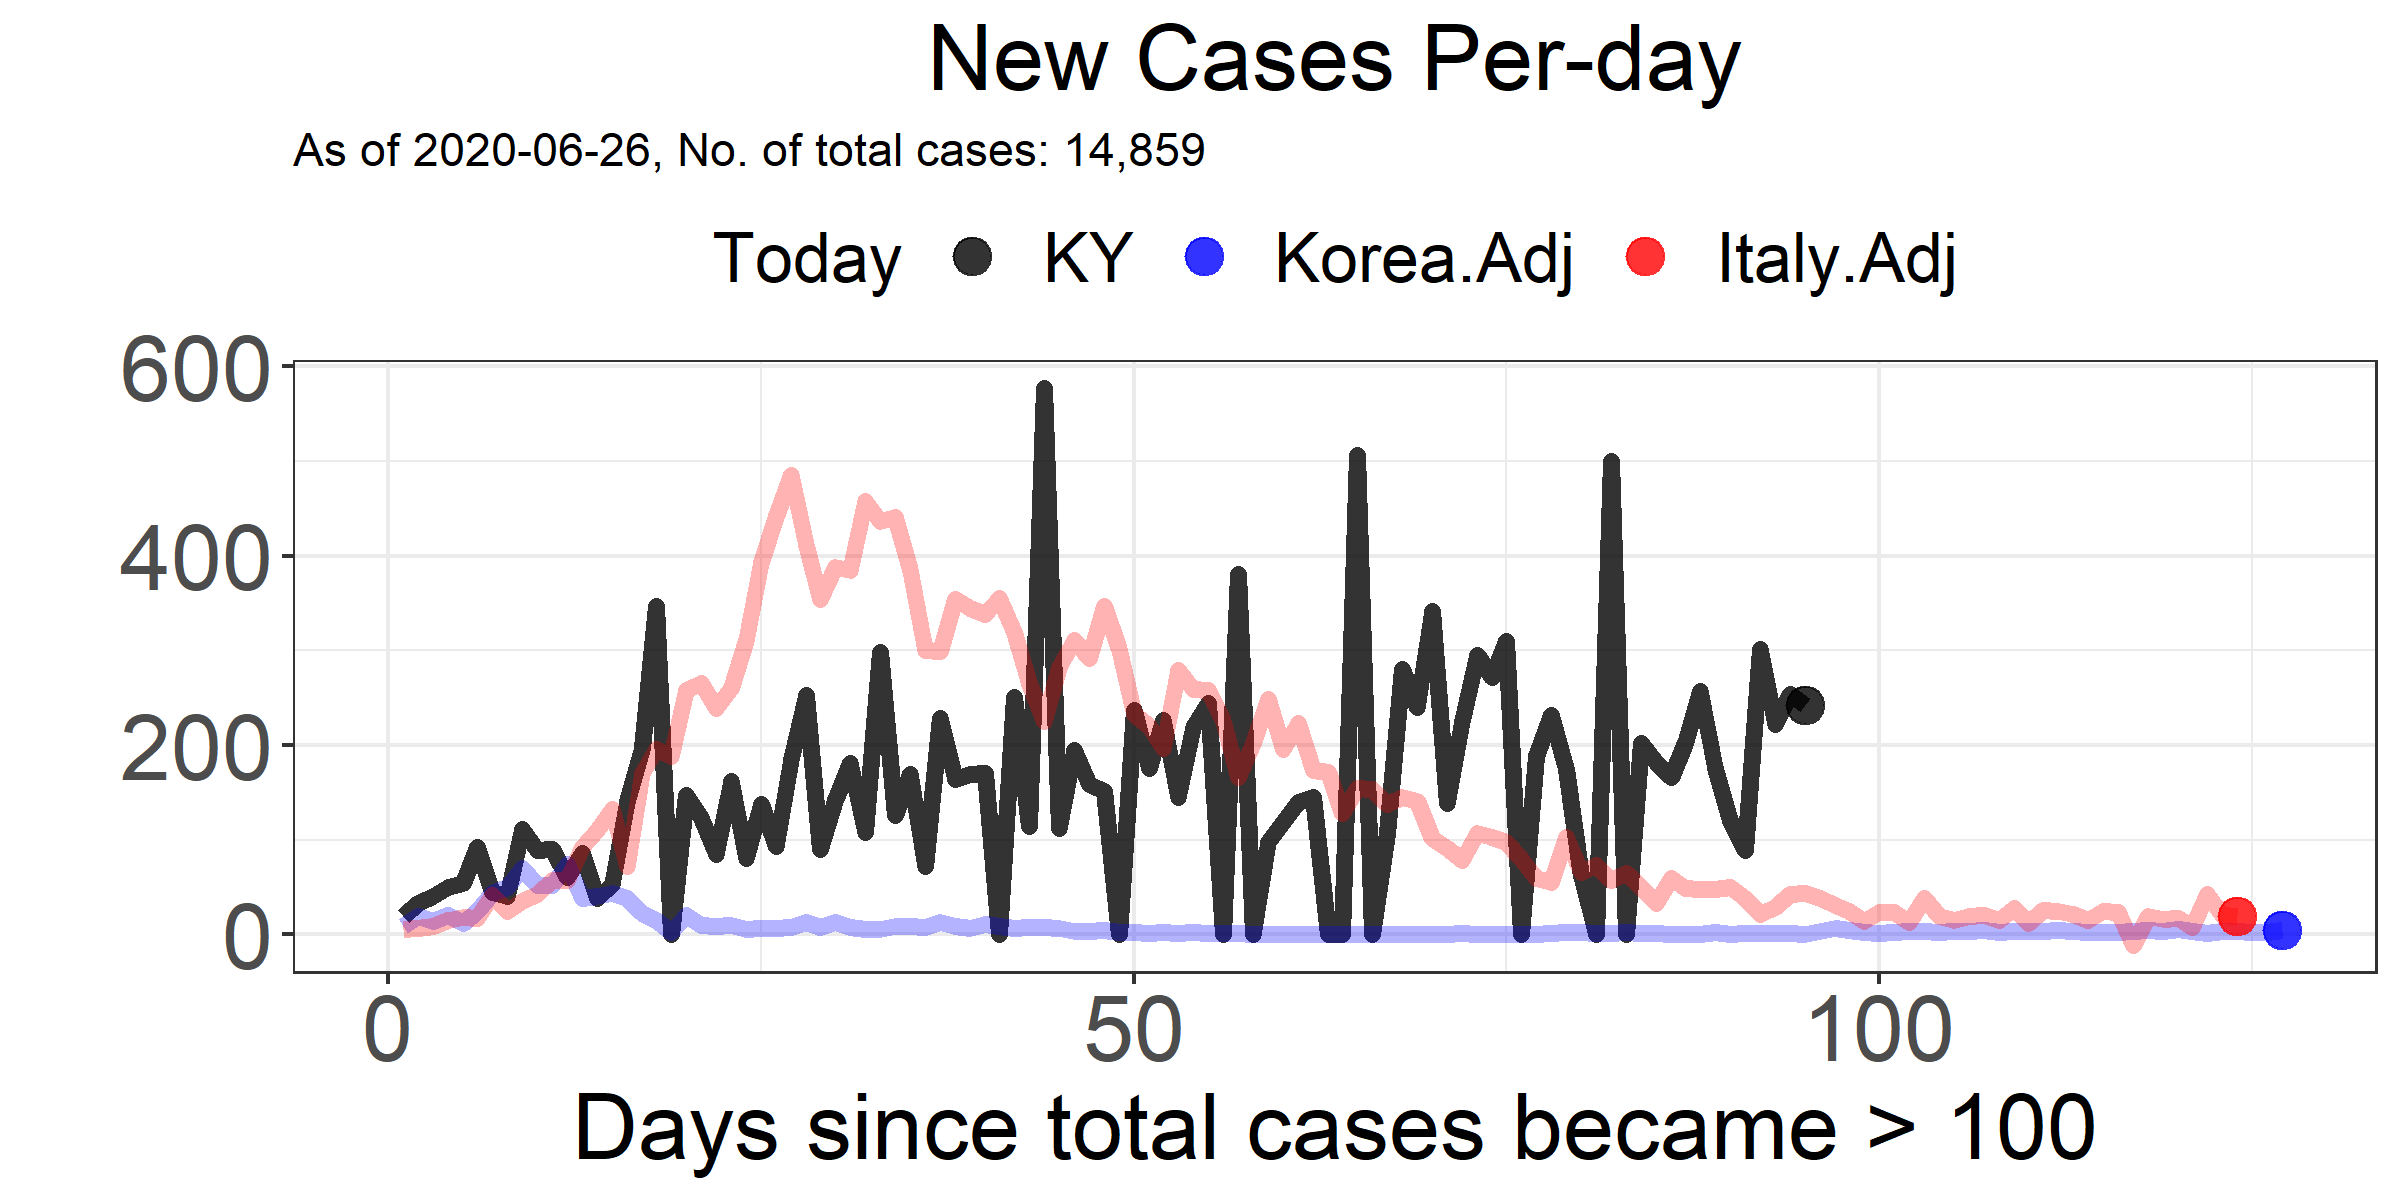 New Cases Per-day
As of 2020-06-26, No. of total cases: 14,859
Today KY Korea.Adj Italy.Adj
600
400
200
0
0 50 100
Days since total cases became > 100